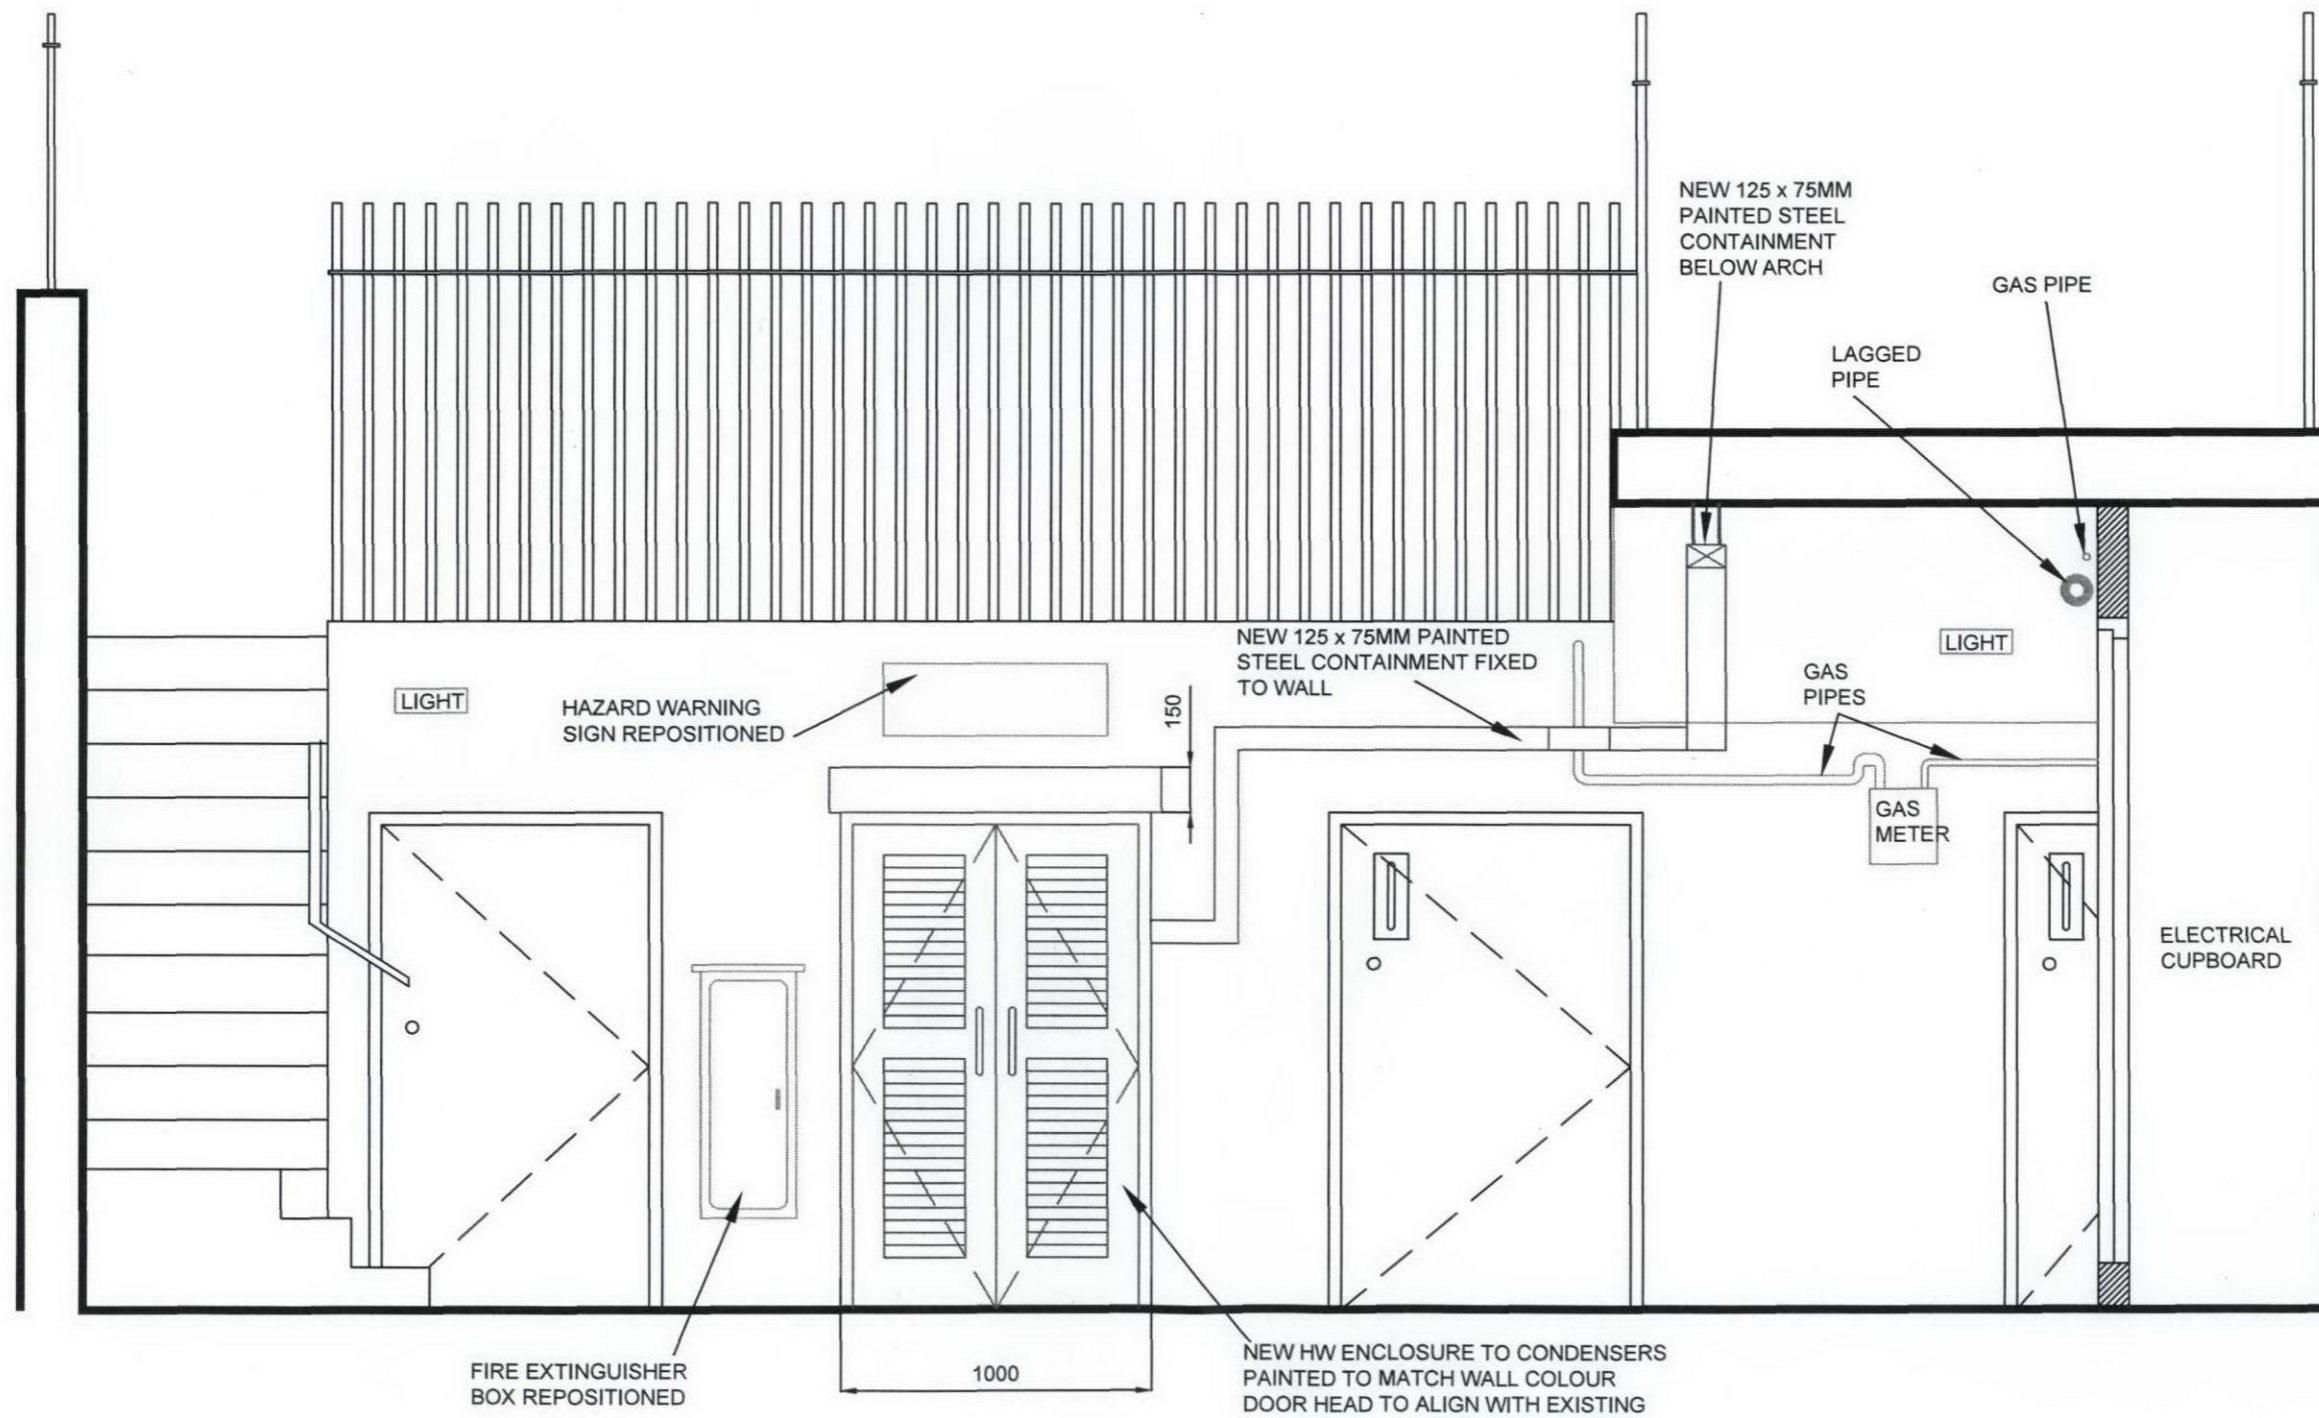 NEW 125 x 75MM
PAINTED STEEL
CONTAINMENT
BELOW ARCH
GAS PIPE
LAGGED
PIPE
NEW 125 x 75MM PAINTED
STEEL CONTAINMENT FIXED
TO WALL
LIGHT
GAS
PIPES
LIGHT
HAZARD WARNING
SIGN REPOSITIONED
150
GAS
METER
ELECTRICAL
CUPBOARD
FIRE EXTINGUISHER
BOX REPOSITIONED
1000
NEW HW ENCLOSURE TO CONDENSERS
PAINTED TO MATCH WALL COLOUR
DOOR HEAD TO ALIGN WITH EXISTING